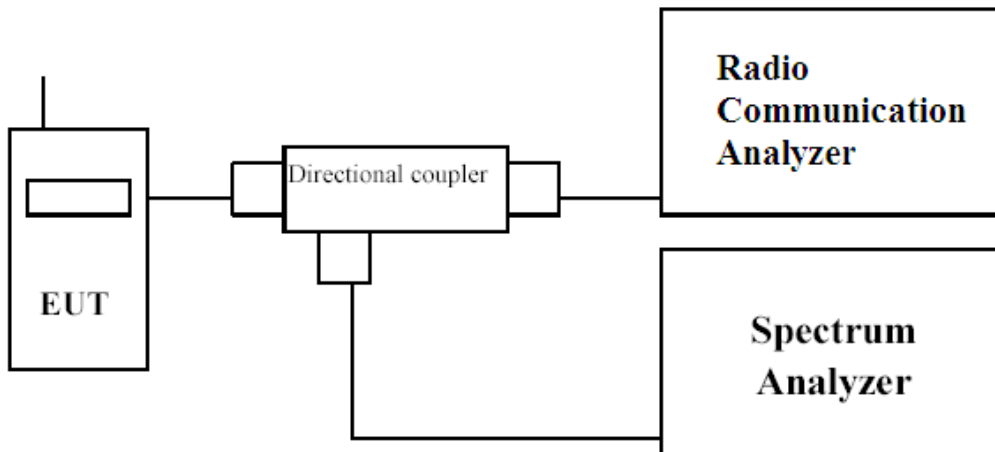 Radio
Communication
Analyzer
Directional coupler
EUT
Spectrum
Analyzer